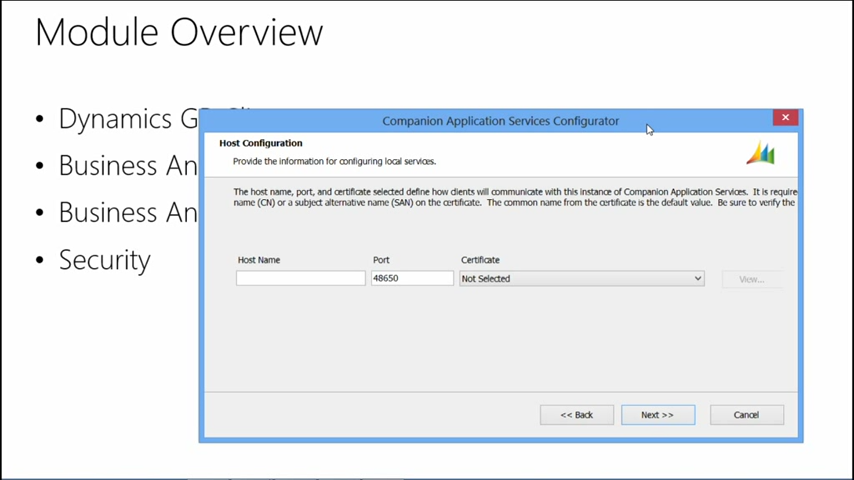 Module Overview
• Dynamics
• Business An
• Business An
• Security
Companion Application Services Configurator
Host Configuration
Provide the information for configuring local services.
The host name, port, and certificate selected define how clients will communicate with this instance of Companion Application Services. It is require
name (CN) or a subject alternative name (SAN) on the certificate. The common name from the certificate is the default value. Be sure to verify the
Host Name Port Certificate
48650 Not Selected View...
<< Back Next >> Cancel